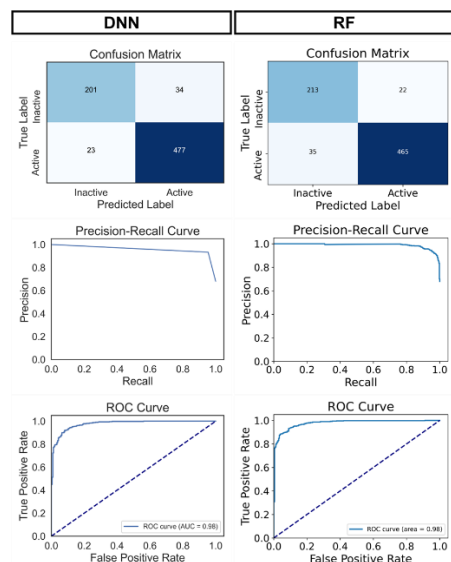 DNN
RF
Confusion Matrix
True Label
Inactive
Active
201
34
23
477
Inactive
Active
Predicted Label
Confusion Matrix
True Label
Inactive
Active
213
22
35
465
Inactive
Active
Predicted Label
Precision-Recall Curve
Precision
1.0
0.8
0.6
0.4
0.2
0.0
0.0 0.2 0.4 0.6 0.8 1.0
Recall
Precision-Recall Curve
Precision
1.0
0.8
0.6
0.4
0.2
0.0
0.0 0.2 0.4 0.6 0.8 1.0
Recall
ROC Curve
True Positive Rate
1.0
0.8
0.6
0.4
0.2
0.0
ROC curve (AUC = 0.98)
0.0 0.2 0.4 0.6 0.8 1.0
False Positive Rate
ROC Curve
True Positive Rate
1.0
0.8
0.6
0.4
0.2
0.0
ROC curve (area = 0.98)
0.0 0.2 0.4 0.6 0.8 1.0
False Positive Rate